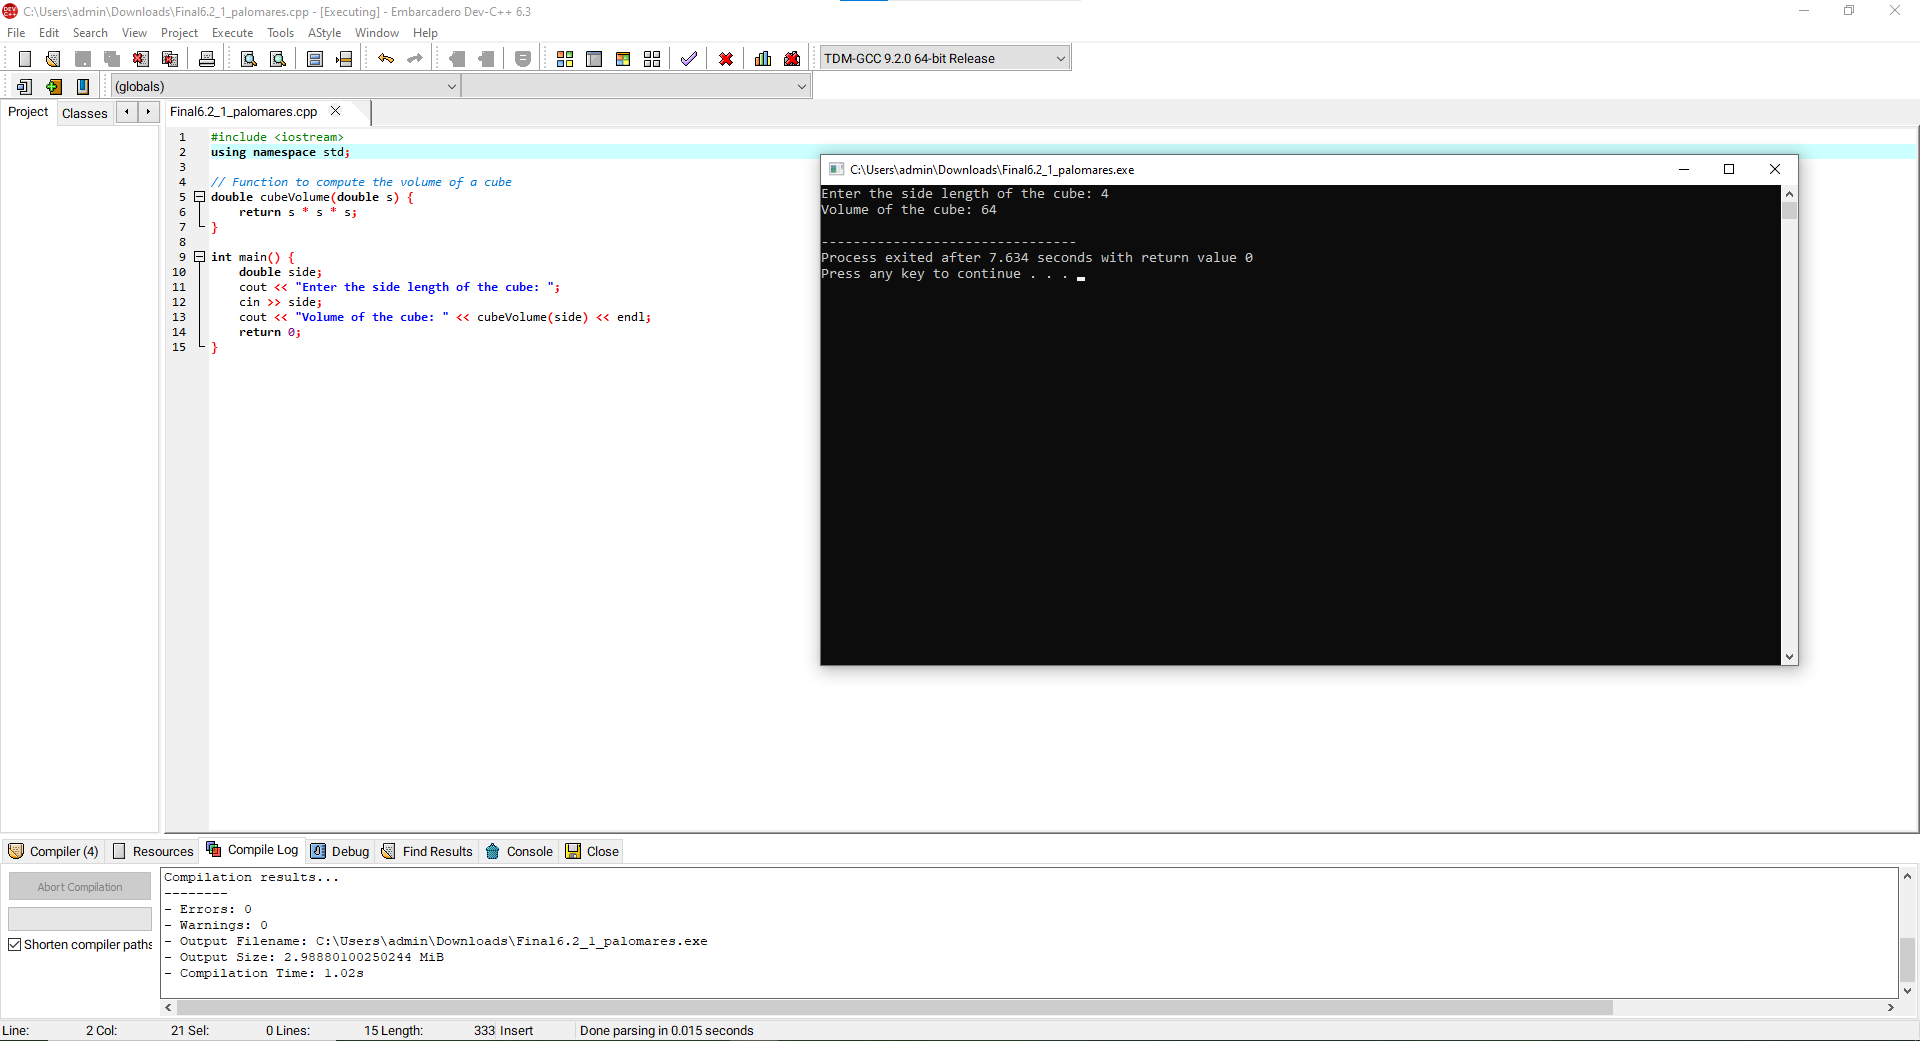 C:\Users\admin\Downloads\Final6.2_1_palomares.cpp - [Executing] - Embarcadero Dev-C++ 6.3
File Edit Search View Project Execute Tools AStyle Window Help
TDM-GCC 9.2.0 64-bit Release
(globals)
Project Classes
Final6.2_1_palomares.cpp
1 #include <iostream>
2 using namespace std;
3
4 // Function to compute the volume of a cube
5 double cubeVolume(double s) {
6 return s * s * s;
7 }
8
9 int main() {
10 double side;
11 cout << "Enter the side length of the cube: ";
12 cin >> side;
13 cout << "Volume of the cube: " << cubeVolume(side) << endl;
14 return 0;
15 }
C:\Users\admin\Downloads\Final6.2_1_palomares.exe
Enter the side length of the cube: 4
Volume of the cube: 64
--------------------------------
Process exited after 7.634 seconds with return value 0
Press any key to continue . . .
Compiler (4) Resources Compile Log Debug Find Results Console Close
Abort Compilation
Shorten compiler paths
Compilation results...
--------
- Errors: 0
- Warnings: 0
- Output Filename: C:\Users\admin\Downloads\Final6.2_1_palomares.exe
- Output Size: 2.98880100250244 MiB
- Compilation Time: 1.02s
Line: 2 Col: 21 Sel: 0 Lines: 15 Length: 333 Insert Done parsing in 0.015 seconds